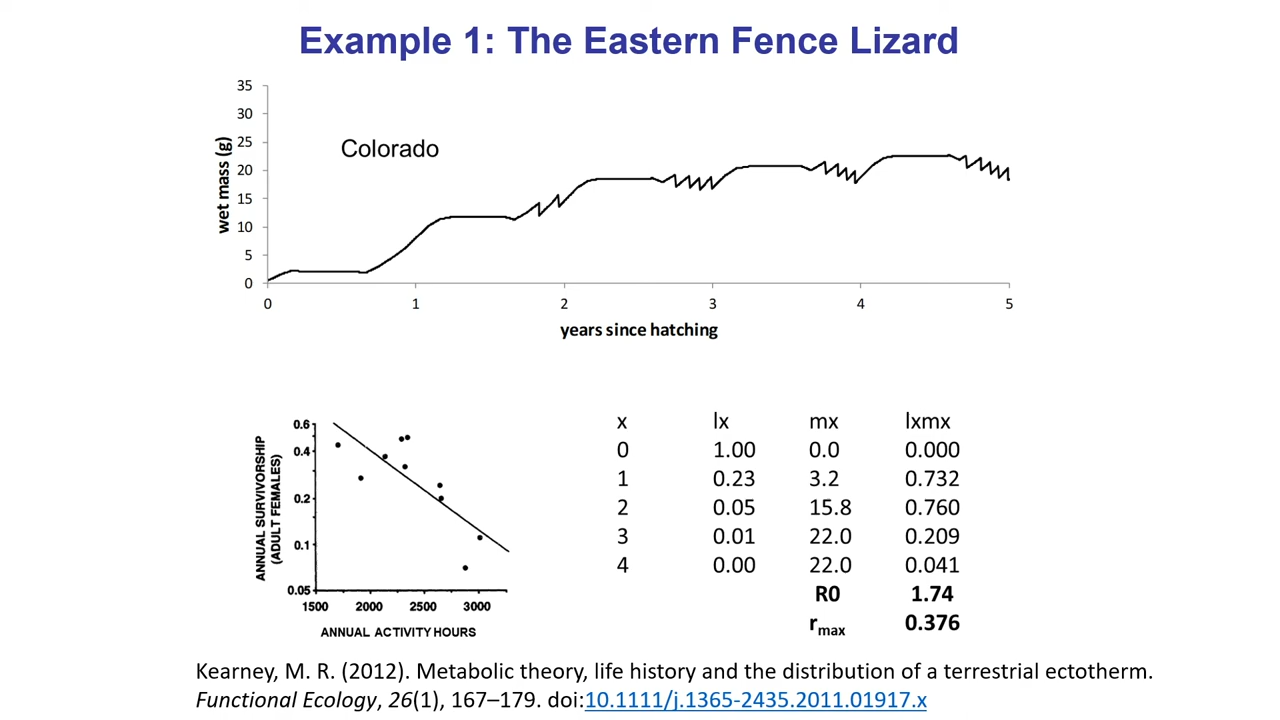 Example 1: The Eastern Fence Lizard
35
30
25
20
15
10
5
0
wet mass (g)
Colorado
0 1 2 3 4 5
years since hatching
ANNUAL SURVIVORSHIP
(ADULT FEMALES)
0.6
0.4
0.2
0.1
0.05
1500 2000 2500 3000
ANNUAL ACTIVITY HOURS
x lx mx lxmx
0 1.00 0.0 0.000
1 0.23 3.2 0.732
2 0.05 15.8 0.760
3 0.01 22.0 0.209
4 0.00 22.0 0.041
R0 1.74
rmax 0.376
Kearney, M. R. (2012). Metabolic theory, life history and the distribution of a terrestrial ectotherm.
Functional Ecology, 26(1), 167–179. doi:10.1111/j.1365-2435.2011.01917.x